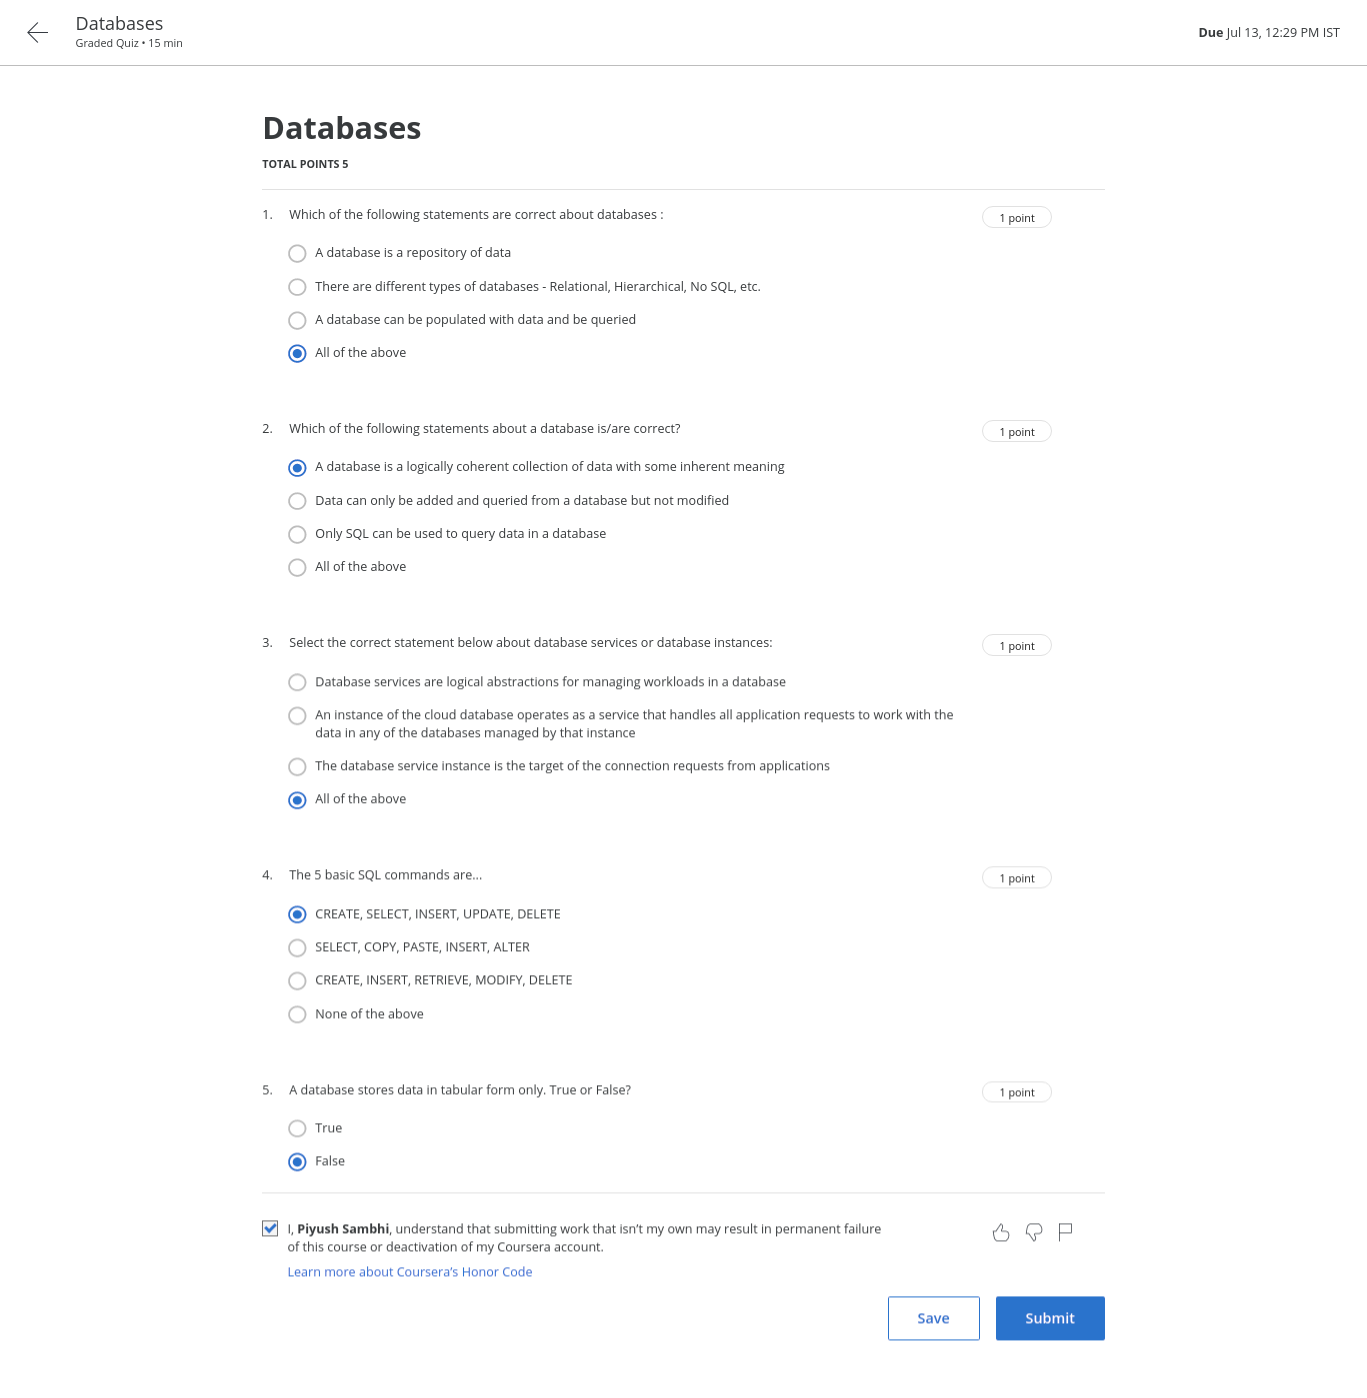 Databases
Graded Quiz • 15 min
Due Jul 13, 12:29 PM IST
Databases
TOTAL POINTS 5
1. Which of the following statements are correct about databases :
1 point
A database is a repository of data
There are different types of databases - Relational, Hierarchical, No SQL, etc.
A database can be populated with data and be queried
All of the above
2. Which of the following statements about a database is/are correct?
1 point
A database is a logically coherent collection of data with some inherent meaning
Data can only be added and queried from a database but not modified
Only SQL can be used to query data in a database
All of the above
3. Select the correct statement below about database services or database instances:
1 point
Database services are logical abstractions for managing workloads in a database
An instance of the cloud database operates as a service that handles all application requests to work with the
data in any of the databases managed by that instance
The database service instance is the target of the connection requests from applications
All of the above
4. The 5 basic SQL commands are...
1 point
CREATE, SELECT, INSERT, UPDATE, DELETE
SELECT, COPY, PASTE, INSERT, ALTER
CREATE, INSERT, RETRIEVE, MODIFY, DELETE
None of the above
5. A database stores data in tabular form only. True or False?
1 point
True
False
I, Piyush Sambhi, understand that submitting work that isn't my own may result in permanent failure
of this course or deactivation of my Coursera account.
Learn more about Coursera's Honor Code
Save
Submit